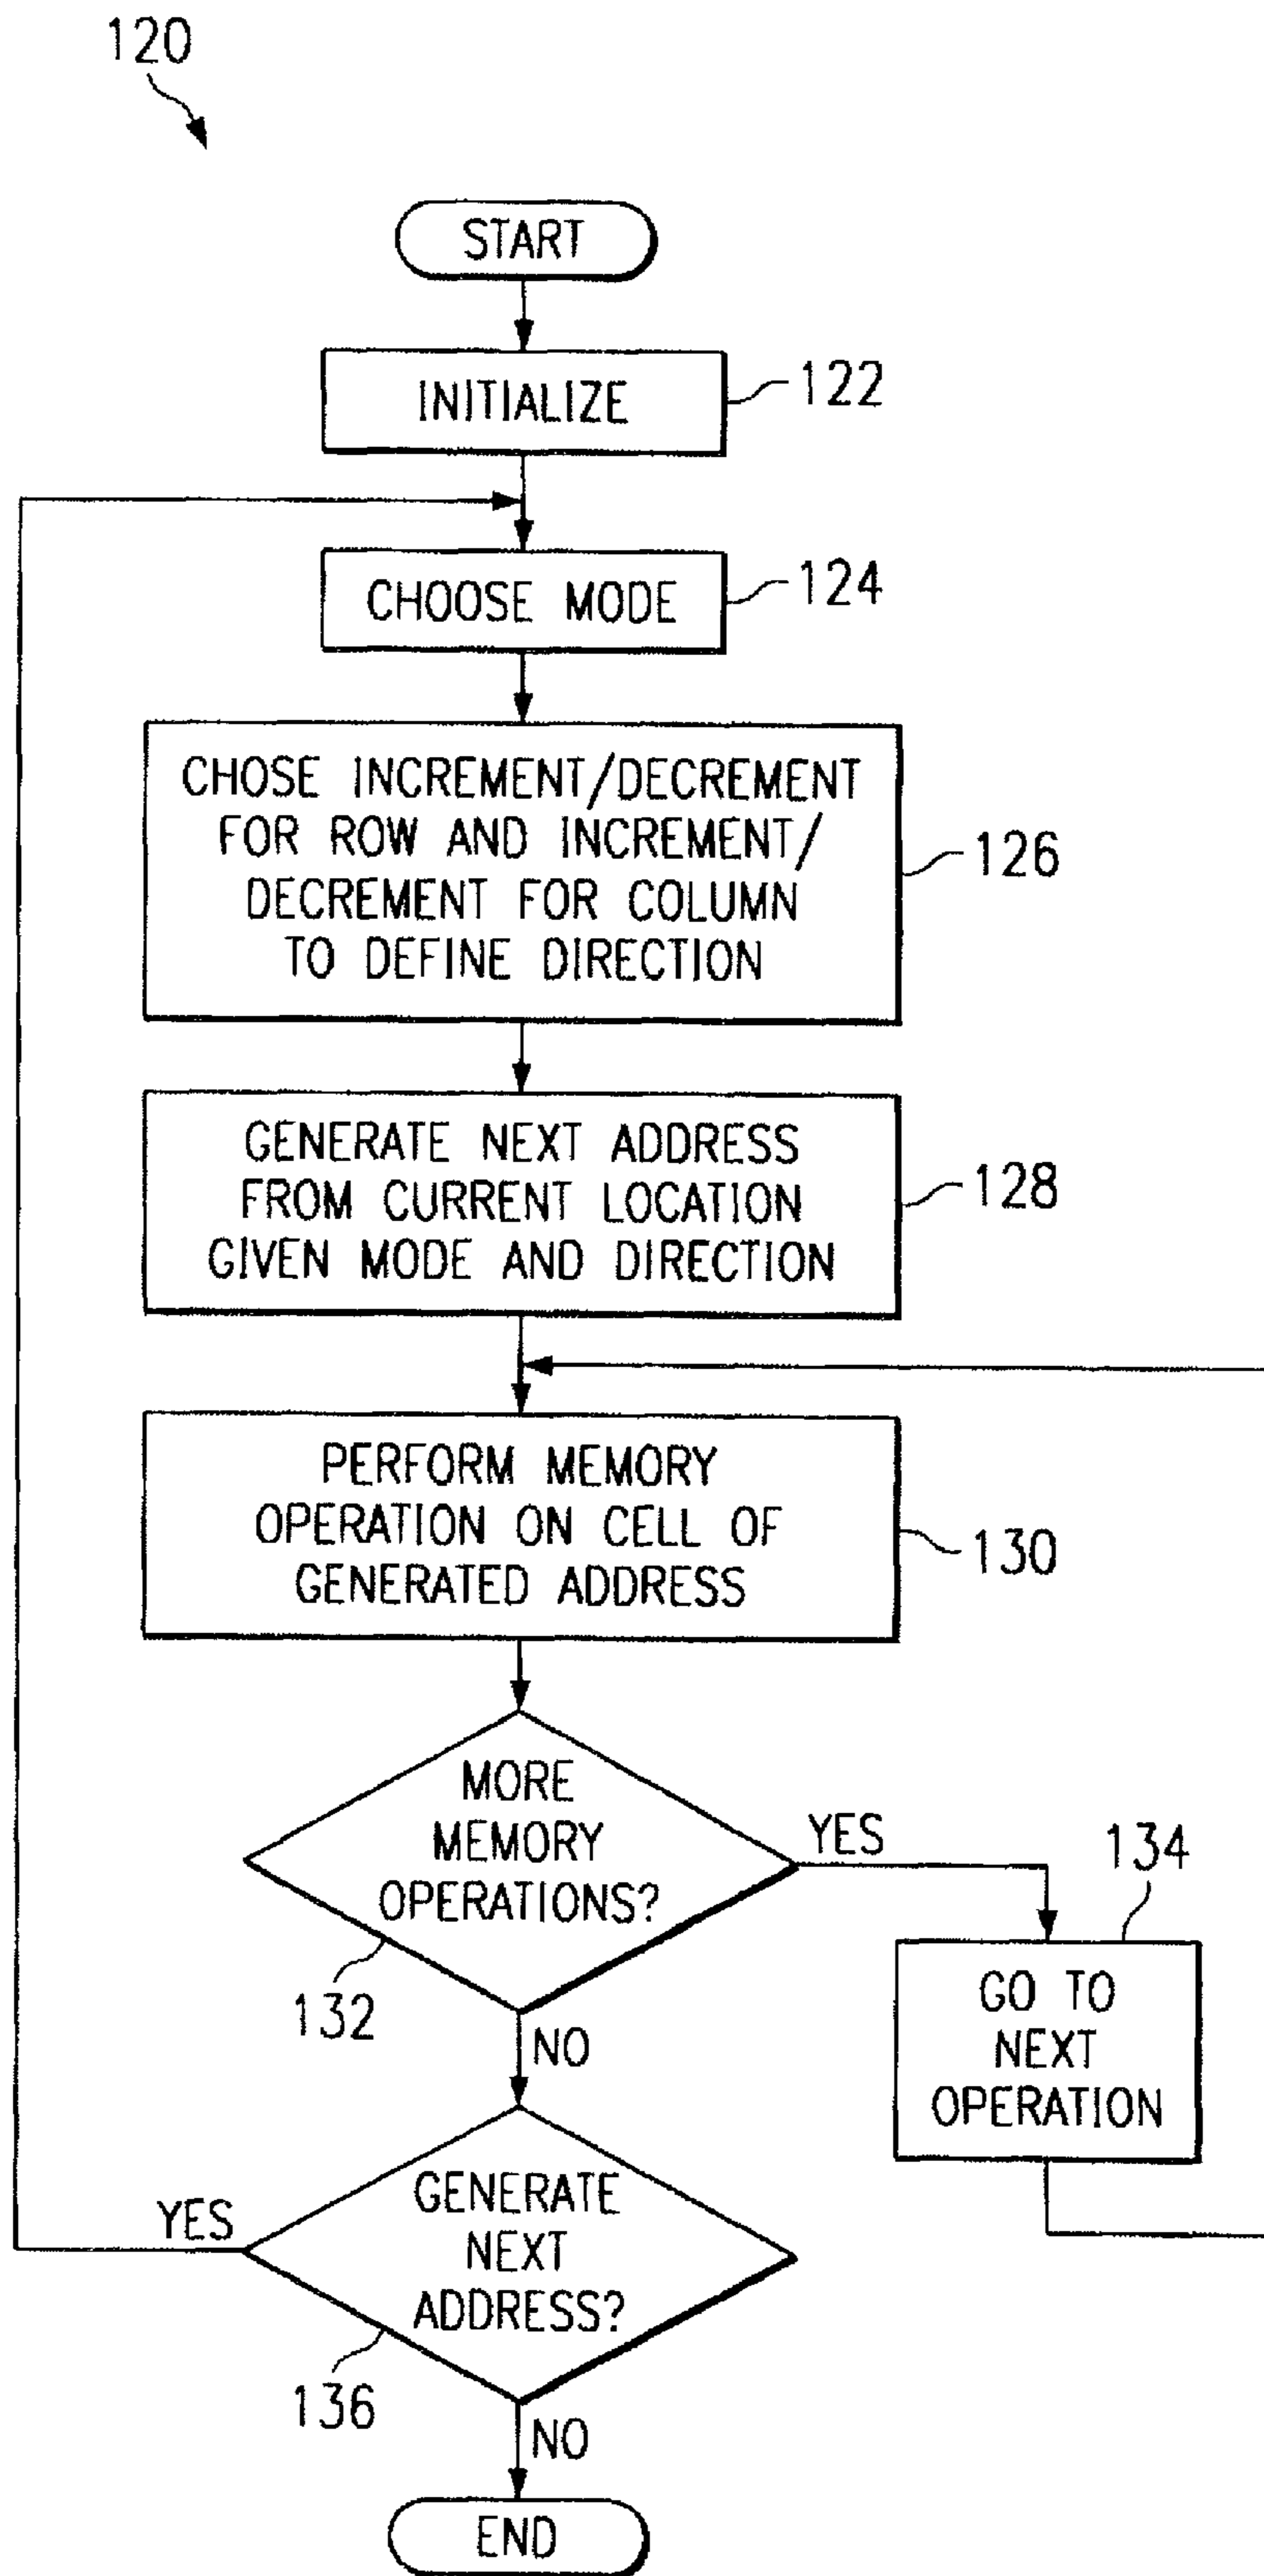 120
START
INITIALIZE
122
CHOOSE MODE
124
CHOSE INCREMENT/DECREMENT
FOR ROW AND INCREMENT/
DECREMENT FOR COLUMN
TO DEFINE DIRECTION
126
GENERATE NEXT ADDRESS
FROM CURRENT LOCATION
GIVEN MODE AND DIRECTION
128
PERFORM MEMORY
OPERATION ON CELL OF
GENERATED ADDRESS
130
MORE
MEMORY
OPERATIONS?
YES
132
NO
134
GO TO
NEXT
OPERATION
GENERATE
NEXT
ADDRESS?
YES
136
NO
END